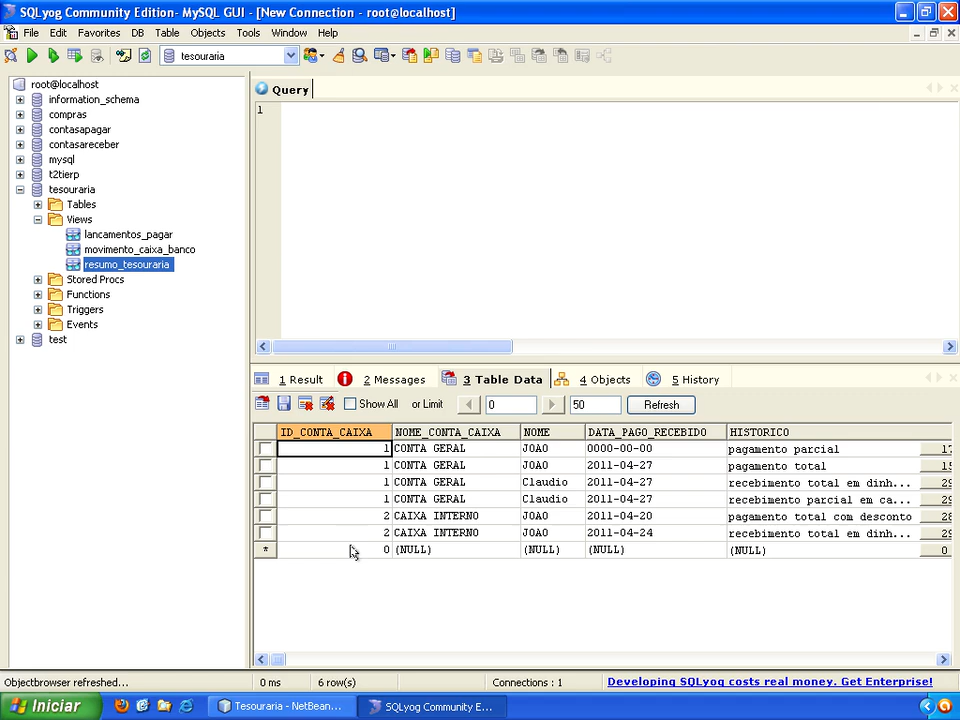 SQLyog Community Edition- MySQL GUI - [New Connection - root@localhost]
File Edit Favorites DB Table Objects Tools Window Help
tesouraria
root@localhost
information_schema
compras
contasapagar
contasareceber
mysql
t2tierp
tesouraria
Tables
Views
lancamentos_pagar
movimento_caixa_banco
resumo_tesouraria
Stored Procs
Functions
Triggers
Events
test
Query
1
1 Result 2 Messages 3 Table Data 4 Objects 5 History
Show All or Limit 0 50 Refresh
ID_CONTA_CAIXA NOME_CONTA_CAIXA NOME DATA_PAGO_RECEBIDO HISTORICO
1 CONTA GERAL JOAO 0000-00-00 pagamento parcial 17
1 CONTA GERAL JOAO 2011-04-27 pagamento total 15
1 CONTA GERAL Claudio 2011-04-27 recebimento total em dinh... 29
1 CONTA GERAL Claudio 2011-04-27 recebimento parcial em ca... 29
2 CAIXA INTERNO JOAO 2011-04-20 pagamento total com desconto 28
2 CAIXA INTERNO JOAO 2011-04-24 recebimento total em dinh... 29
* 0 (NULL) (NULL) (NULL) (NULL) 0
Objectbrowser refreshed... 0 ms 6 row(s) Connections : 1 Developing SQLyog costs real money. Get Enterprise!
Iniciar Tesouraria - NetBean... SQLyog Community E...